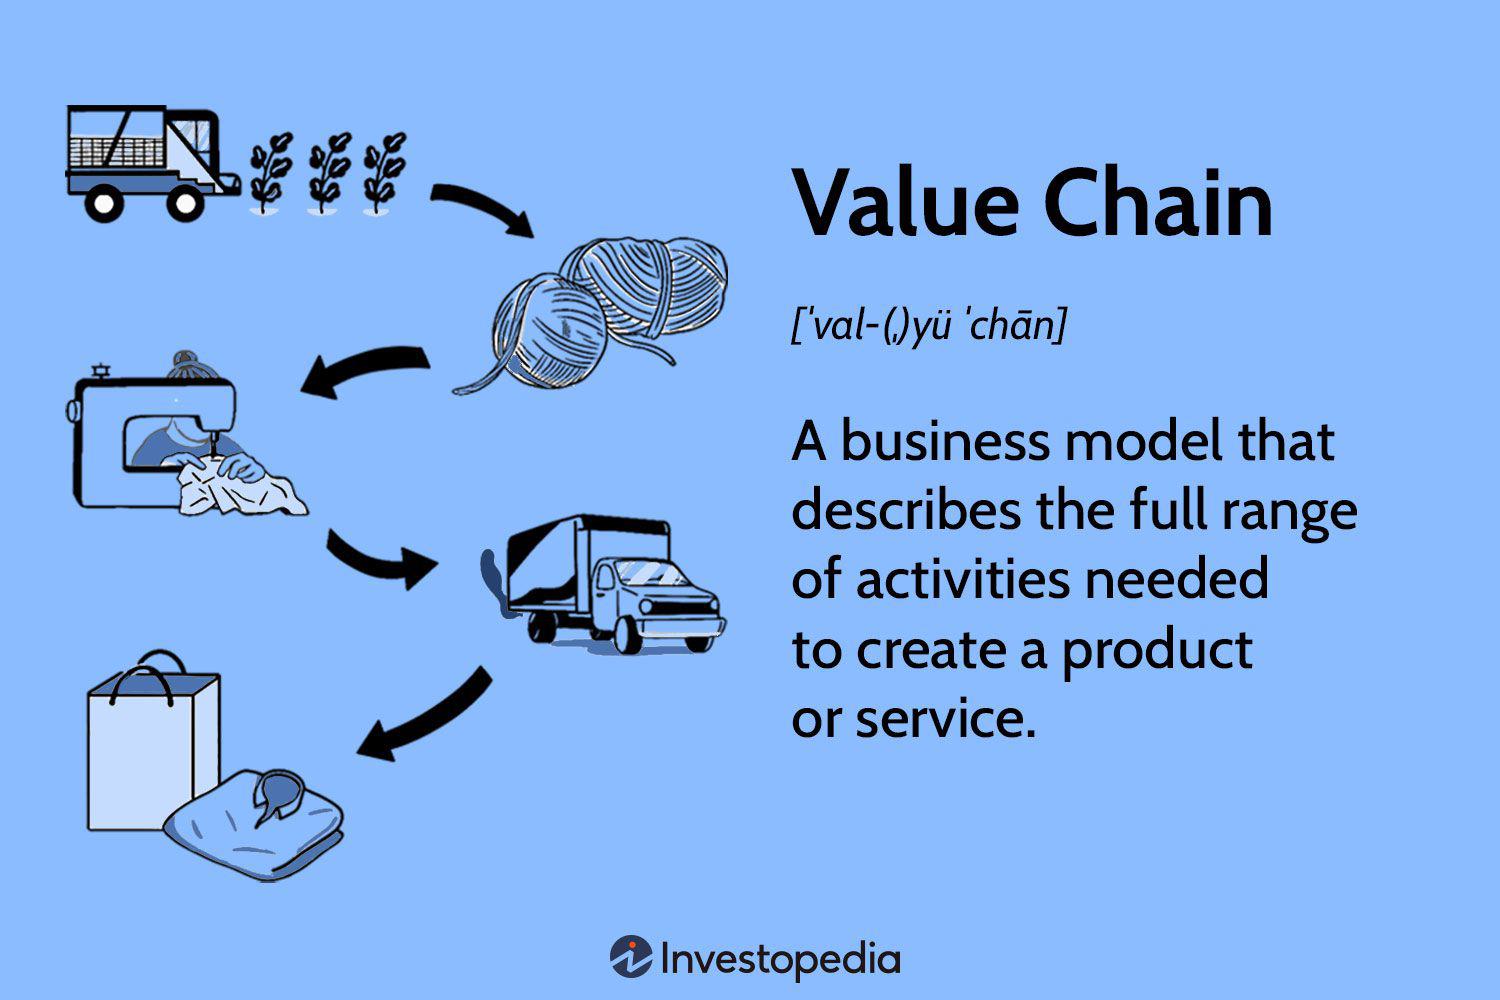 Value Chain
[ˈval-(ˌ)yü ˈchān]
A business model that
describes the full range
of activities needed
to create a product
or service.
Investopedia